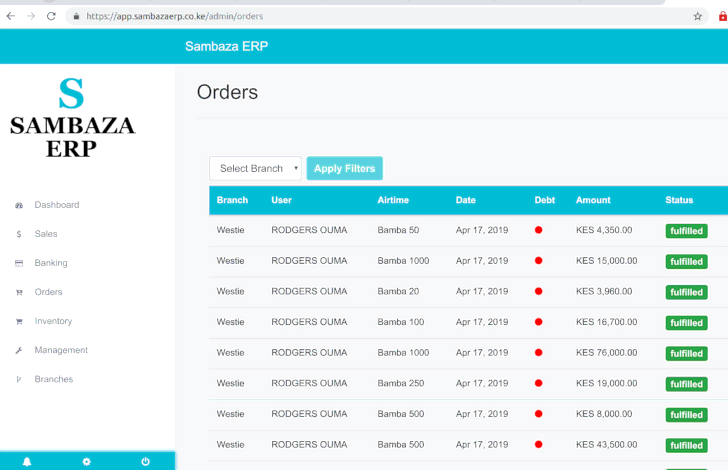 https://app.sambazaerp.co.ke/admin/orders
Sambaza ERP
S
SAMBAZA
ERP
Dashboard
$ Sales
Banking
Orders
Inventory
Management
Branches
Orders
Select Branch Apply Filters
Branch User Airtime Date Debt Amount Status
Westie RODGERS OUMA Bamba 50 Apr 17, 2019 KES 4,350.00 fulfilled
Westie RODGERS OUMA Bamba 1000 Apr 17, 2019 KES 15,000.00 fulfilled
Westie RODGERS OUMA Bamba 20 Apr 17, 2019 KES 3,960.00 fulfilled
Westie RODGERS OUMA Bamba 100 Apr 17, 2019 KES 16,700.00 fulfilled
Westie RODGERS OUMA Bamba 1000 Apr 17, 2019 KES 76,000.00 fulfilled
Westie RODGERS OUMA Bamba 250 Apr 17, 2019 KES 19,000.00 fulfilled
Westie RODGERS OUMA Bamba 500 Apr 17, 2019 KES 8,000.00 fulfilled
Westie RODGERS OUMA Bamba 500 Apr 17, 2019 KES 43,500.00 fulfilled